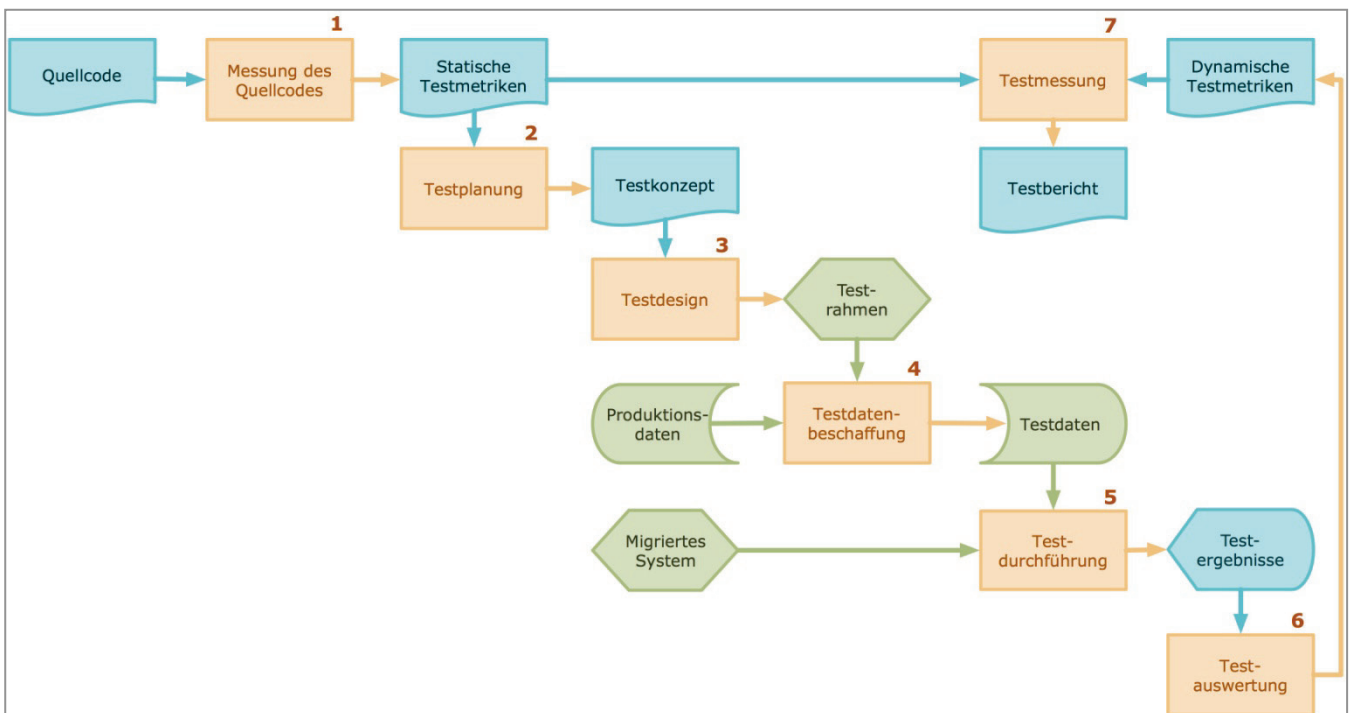 1
7
Quellcode
Messung des
Quellcodes
Statische
Testmetriken
Testmessung
Dynamische
Testmetriken
2
Testplanung
Testkonzept
Testbericht
3
Testdesign
Test-
rahmen
4
Produktions-
daten
Testdaten-
beschaffung
Testdaten
5
Migriertes
System
Test-
durchführung
Test-
ergebnisse
6
Test-
auswertung